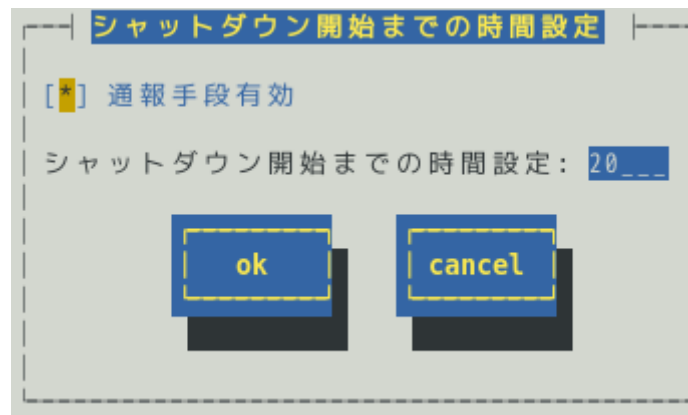 シャットダウン開始までの時間設定
[*] 通報手段有効
シャットダウン開始までの時間設定: 20___
ok cancel